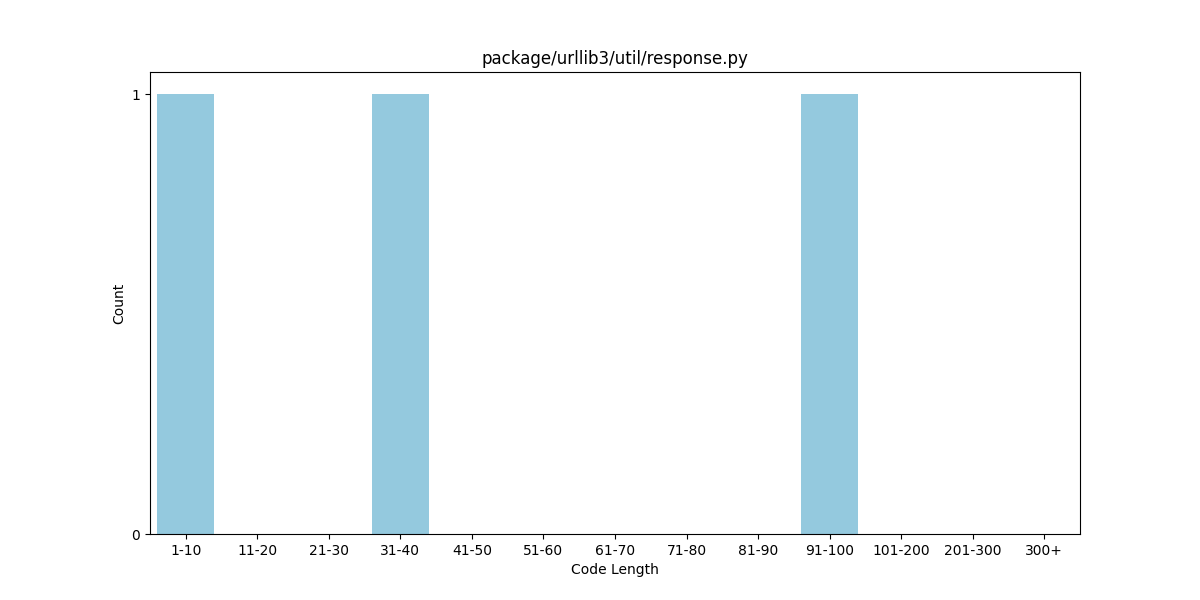 package/urllib3/util/response.py
1
0
Count
1-10 11-20 21-30 31-40 41-50 51-60 61-70 71-80 81-90 91-100 101-200 201-300 300+
Code Length